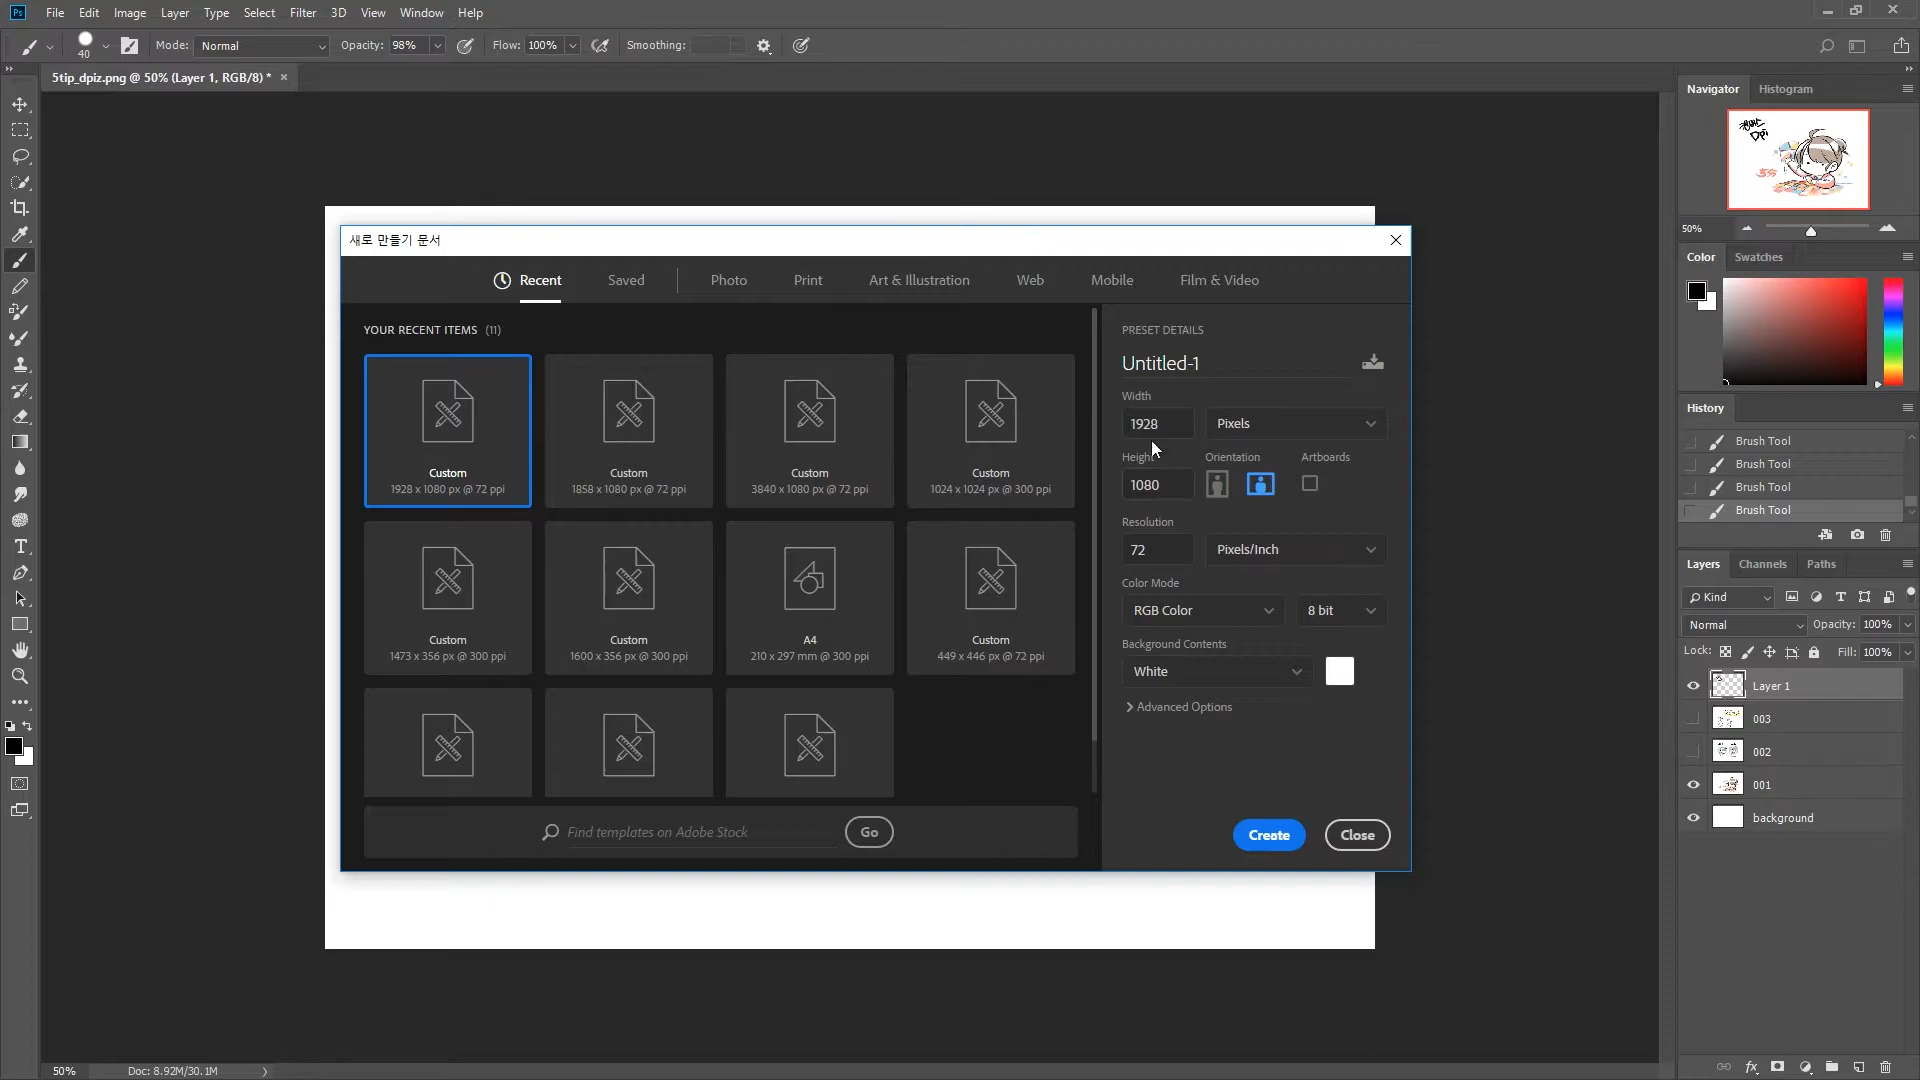 Ps File Edit Image Layer Type Select Filter 3D View Window Help
40 Mode: Normal Opacity: 98% Flow: 100% Smoothing:
5tip_dpiz.png @ 50% (Layer 1, RGB/8) *
새로 만들기 문서
Recent Saved Photo Print Art & Illustration Web Mobile Film & Video
YOUR RECENT ITEMS (11)
Custom
1928 x 1080 px @ 72 ppi
Custom
1858 x 1080 px @ 72 ppi
Custom
3840 x 1080 px @ 72 ppi
Custom
1024 x 1024 px @ 300 ppi
Custom
1473 x 356 px @ 300 ppi
Custom
1600 x 356 px @ 300 ppi
A4
210 x 297 mm @ 300 ppi
Custom
449 x 446 px @ 72 ppi
Find templates on Adobe Stock Go
PRESET DETAILS
Untitled-1
Width
1928 Pixels
Height Orientation Artboards
1080
Resolution
72 Pixels/Inch
Color Mode
RGB Color 8 bit
Background Contents
White
Advanced Options
Create Close
Navigator Histogram
DPI
50%
Color Swatches
History
Brush Tool
Brush Tool
Brush Tool
Brush Tool
Layers Channels Paths
Kind
Normal Opacity: 100%
Lock: Fill: 100%
Layer 1
003
002
001
background
50% Doc: 8.92M/30.1M